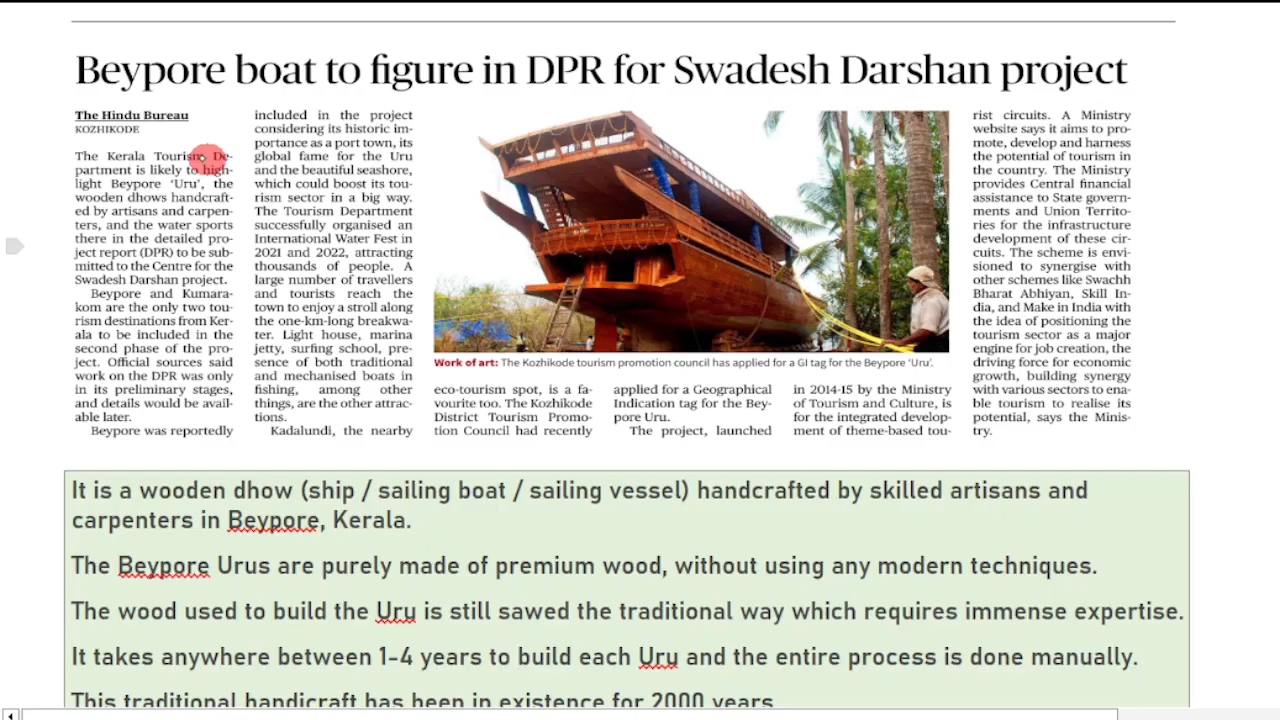 Beypore boat to figure in DPR for Swadesh Darshan project
The Hindu Bureau
KOZHIKODE
The Kerala Tourism De-
partment is likely to high-
light Beypore 'Uru', the
wooden dhows handcraft-
ed by artisans and carpen-
ters, and the water sports
there in the detailed pro-
ject report (DPR) to be sub-
mitted to the Centre for the
Swadesh Darshan project.
Beypore and Kumara-
kom are the only two tou-
rism destinations from Ker-
ala to be included in the
second phase of the pro-
ject. Official sources said
work on the DPR was only
in its preliminary stages,
and details would be avail-
able later.
Beypore was reportedly
included in the project
considering its historic im-
portance as a port town, its
global fame for the Uru
and the beautiful seashore,
which could boost its tou-
rism sector in a big way.
The Tourism Department
successfully organised an
International Water Fest in
2021 and 2022, attracting
thousands of people. A
large number of travellers
and tourists reach the
town to enjoy a stroll along
the one-km-long breakwa-
ter. Light house, marina
jetty, surfing school, pre-
sence of both traditional
and mechanised boats in
fishing, among other
things, are the other attrac-
tions.
Kadalundi, the nearby
Work of art: The Kozhikode tourism promotion council has applied for a GI tag for the Beypore 'Uru'.
eco-tourism spot, is a fa-
vourite too. The Kozhikode
District Tourism Promo-
tion Council had recently
applied for a Geographical
Indication tag for the Bey-
pore Uru.
The project, launched
in 2014-15 by the Ministry
of Tourism and Culture, is
for the integrated develop-
ment of theme-based tou-
rist circuits. A Ministry
website says it aims to pro-
mote, develop and harness
the potential of tourism in
the country. The Ministry
provides Central financial
assistance to State govern-
ments and Union Territo-
ries for the infrastructure
development of these cir-
cuits. The scheme is envi-
sioned to synergise with
other schemes like Swachh
Bharat Abhiyan, Skill In-
dia, and Make in India with
the idea of positioning the
tourism sector as a major
engine for job creation, the
driving force for economic
growth, building synergy
with various sectors to ena-
ble tourism to realise its
potential, says the Minis-
try.
It is a wooden dhow (ship / sailing boat / sailing vessel) handcrafted by skilled artisans and
carpenters in Beypore, Kerala.
The Beypore Urus are purely made of premium wood, without using any modern techniques.
The wood used to build the Uru is still sawed the traditional way which requires immense expertise.
It takes anywhere between 1-4 years to build each Uru and the entire process is done manually.
This traditional handicraft has been in existence for 2000 years